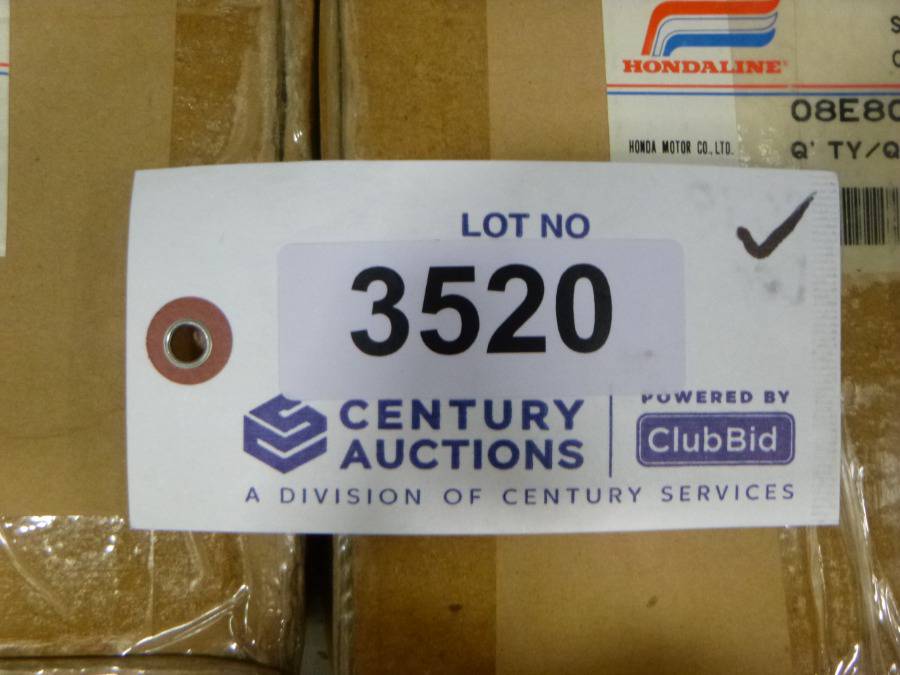 HONDALINE
08E80
HONDA MOTOR CO., LTD.
Q' TY/Q
LOT NO
3520
CENTURY
AUCTIONS
POWERED BY
ClubBid
A DIVISION OF CENTURY SERVICES